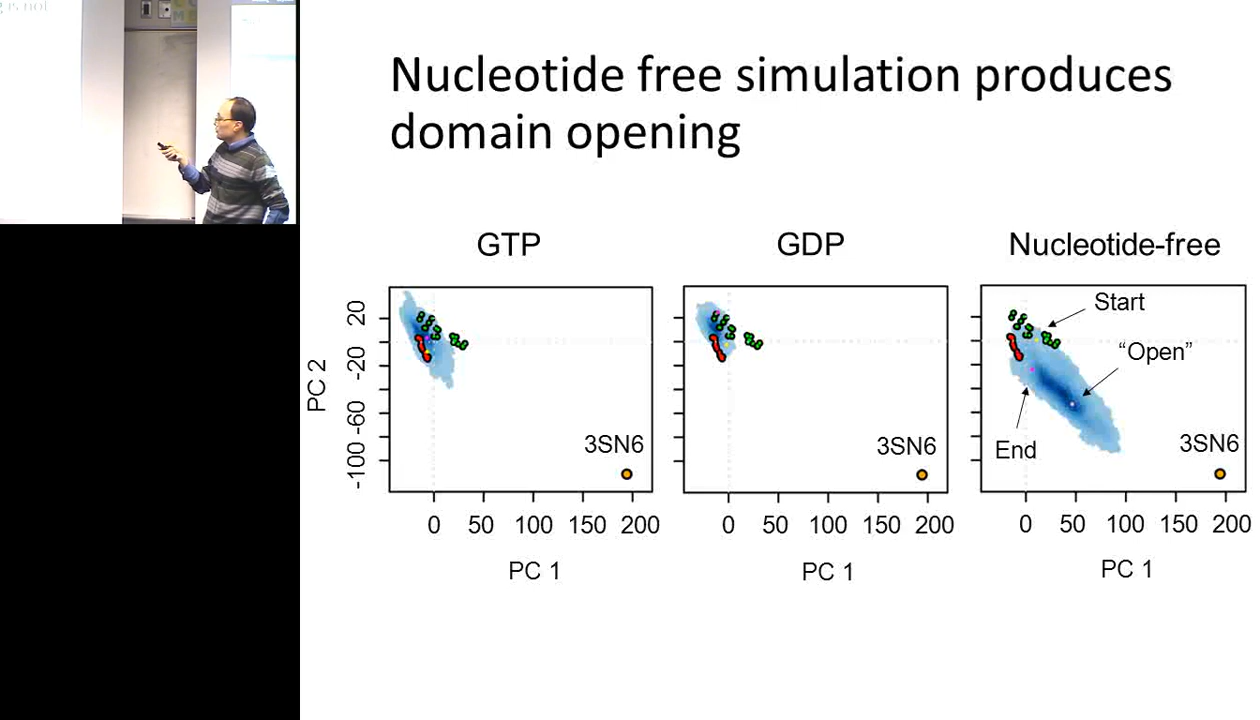 g is not
Nucleotide free simulation produces
domain opening
GTP
GDP
Nucleotide-free
PC 2
20
-20
-60
-100
3SN6
0 50 100 150 200
PC 1
3SN6
0 50 100 150 200
PC 1
Start
“Open”
End
3SN6
0 50 100 150 200
PC 1